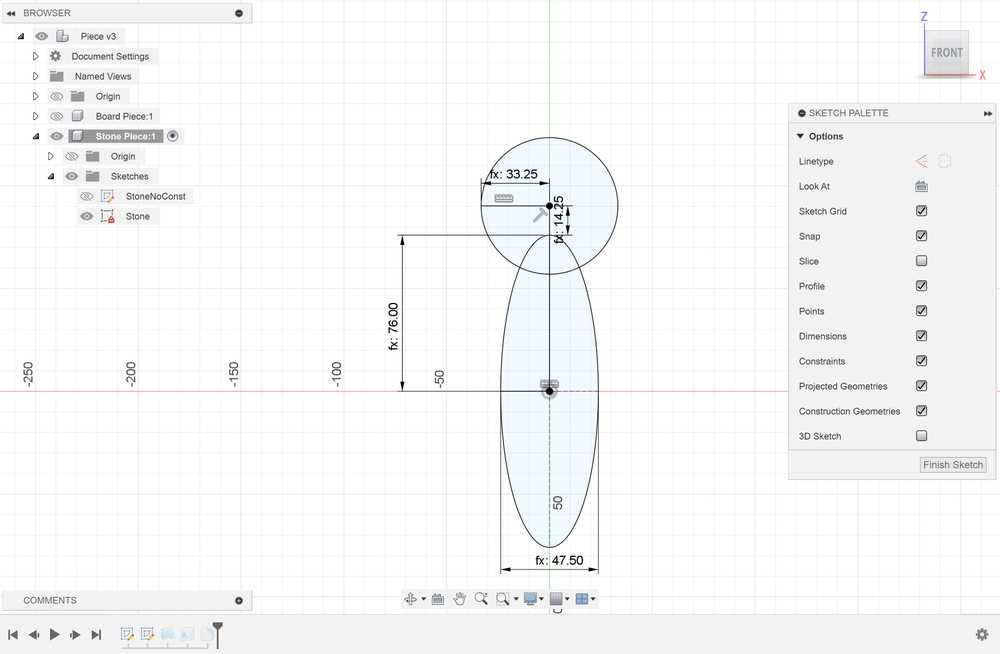 BROWSER
Piece v3
Document Settings
Named Views
Origin
Board Piece:1
Stone Piece:1
Origin
Sketches
StoneNoConst
Stone
Z
FRONT
X
SKETCH PALETTE
Options
Linetype
Look At
Sketch Grid
Snap
Slice
Profile
Points
Dimensions
Constraints
Projected Geometries
Construction Geometries
3D Sketch
Finish Sketch
fx: 33.25
fx: 14.25
fx: 76.00
-250
-200
-150
-100
-50
50
fx: 47.50
COMMENTS